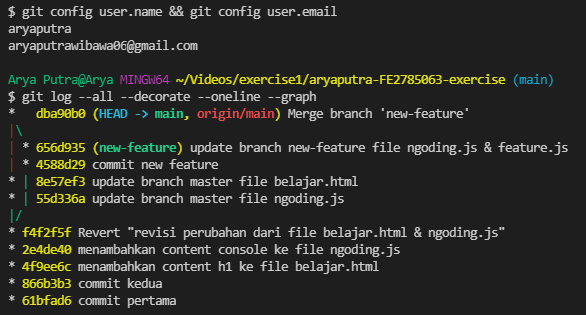 $ git config user.name && git config user.email
aryaputra
aryaputrawibawa06@gmail.com
Arya Putra@Arya MINGW64 ~/Videos/exercise1/aryaputra-FE2785063-exercise (main)
$ git log --all --decorate --oneline --graph
*   dba90b0 (HEAD -> main, origin/main) Merge branch 'new-feature'
|\
| * 656d935 (new-feature) update branch new-feature file ngoding.js & feature.js
| * 4588d29 commit new feature
* | 8e57ef3 update branch master file belajar.html
* | 55d336a update branch master file ngoding.js
|/
* f4f2f5f Revert "revisi perubahan dari file belajar.html & ngoding.js"
* 2e4de40 menambahkan content console ke file ngoding.js
* 4f9ee6c menambahkan content h1 ke file belajar.html
* 866b3b3 commit kedua
* 61bfad6 commit pertama